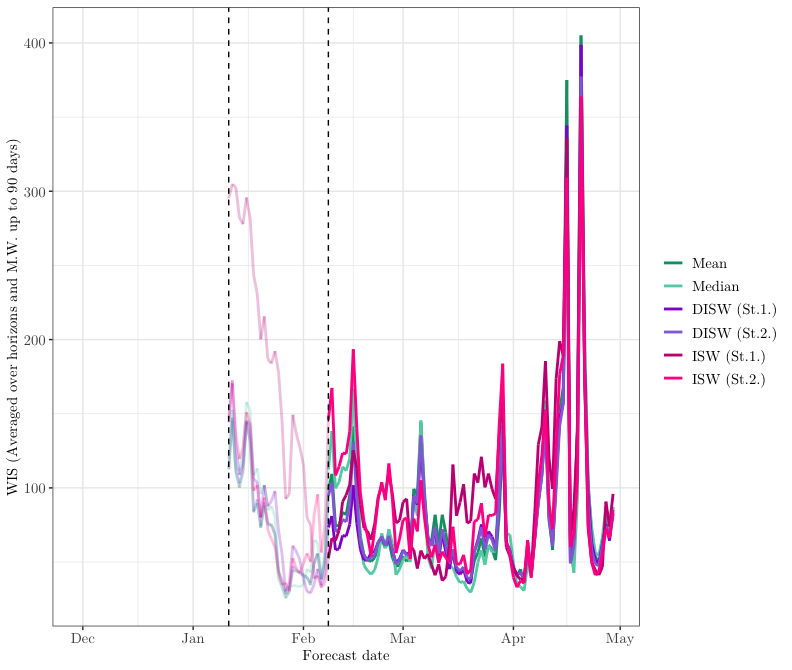 WIS (Averaged over horizons and M.W. up to 90 days)
400
300
200
100
Dec
Jan
Feb
Mar
Apr
May
Forecast date
Mean
Median
DISW (St.1.)
DISW (St.2.)
ISW (St.1.)
ISW (St.2.)